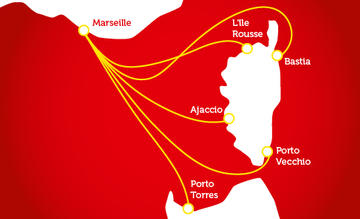 Marseille
L'Ile
Rousse
Bastia
Ajaccio
Porto
Vecchio
Porto
Torres